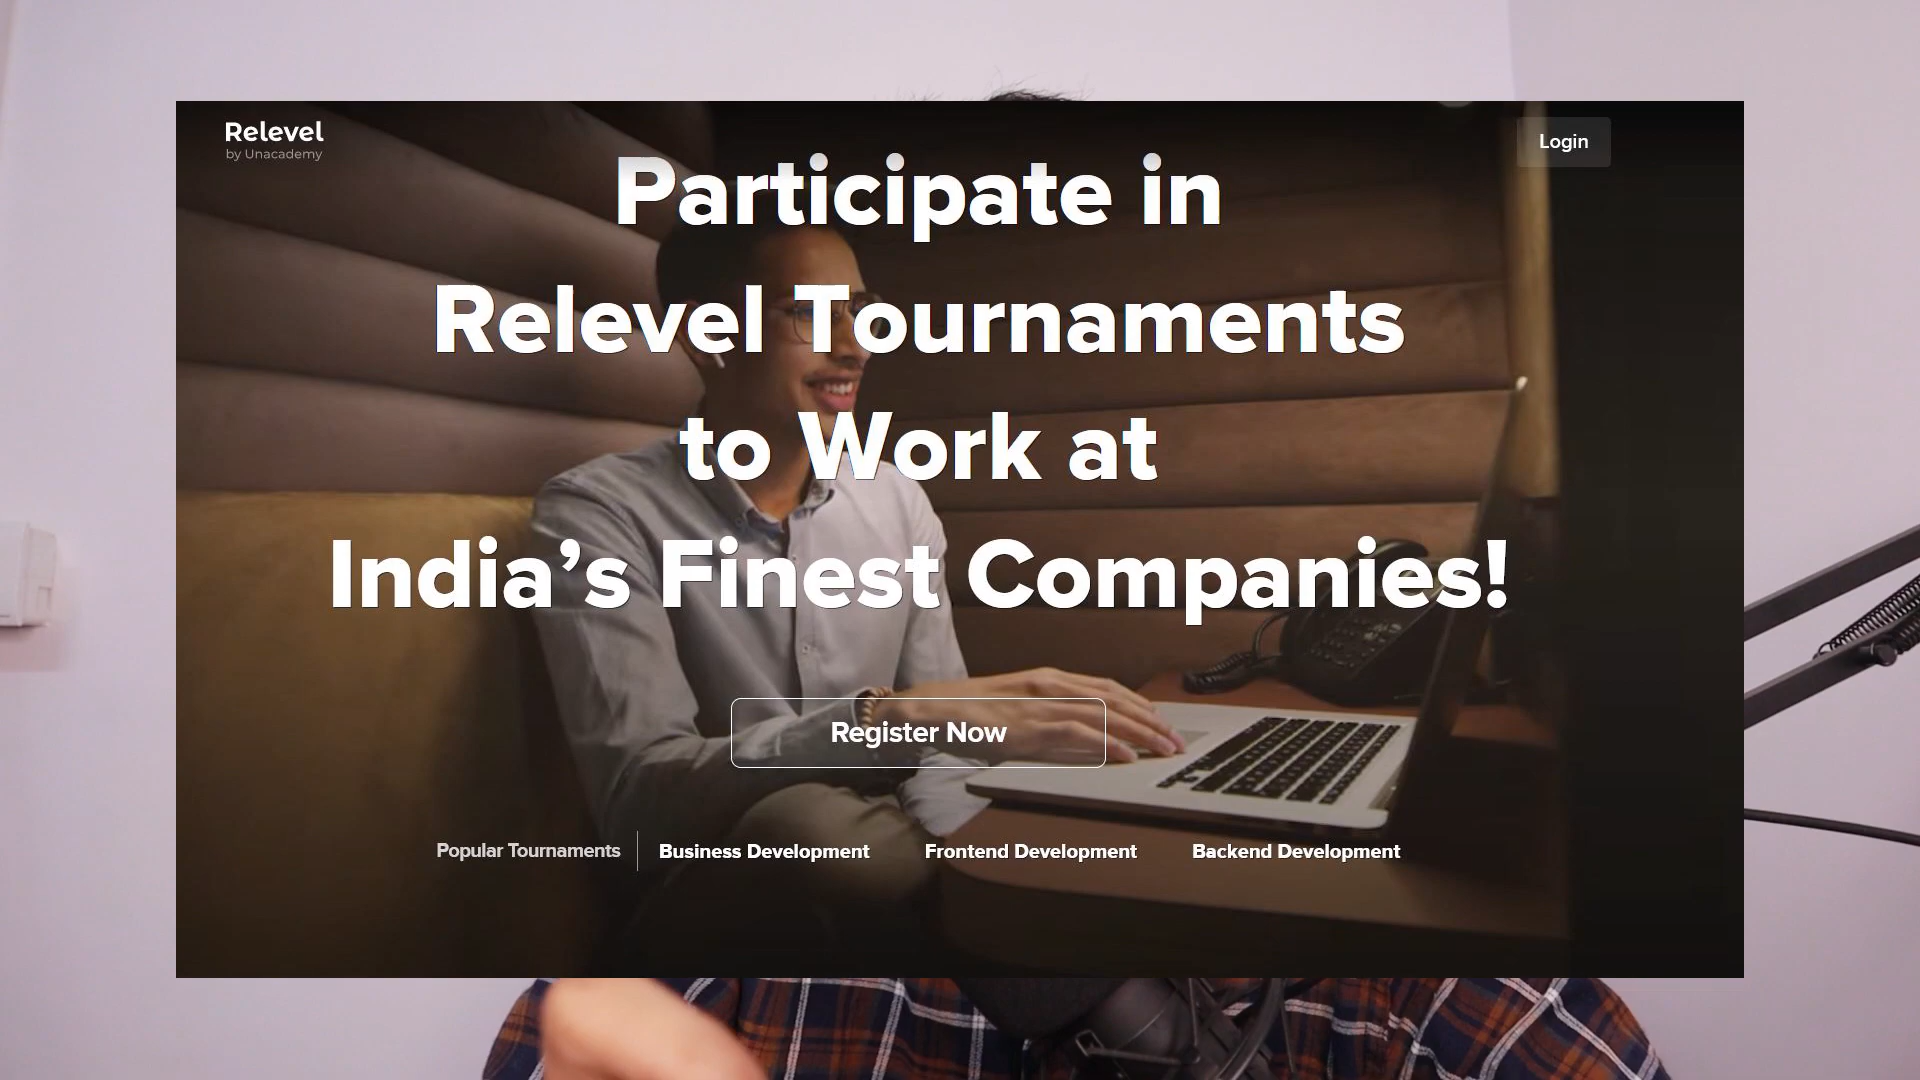 Relevel
by Unacademy
Login
Participate in
Relevel Tournaments
to Work at
India’s Finest Companies!
Register Now
Popular Tournaments
Business Development
Frontend Development
Backend Development